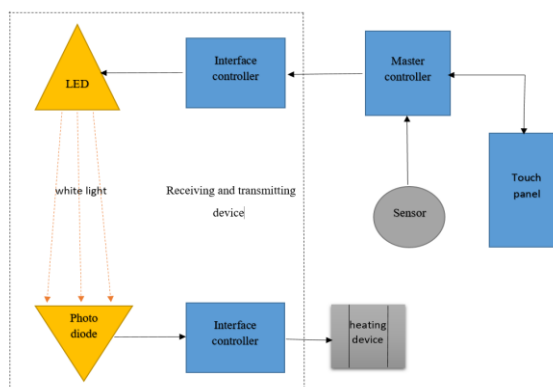 LED
Interface
controller
Master
controller
white light
Receiving and transmitting
device
Sensor
Touch
panel
Photo
diode
Interface
controller
heating
device